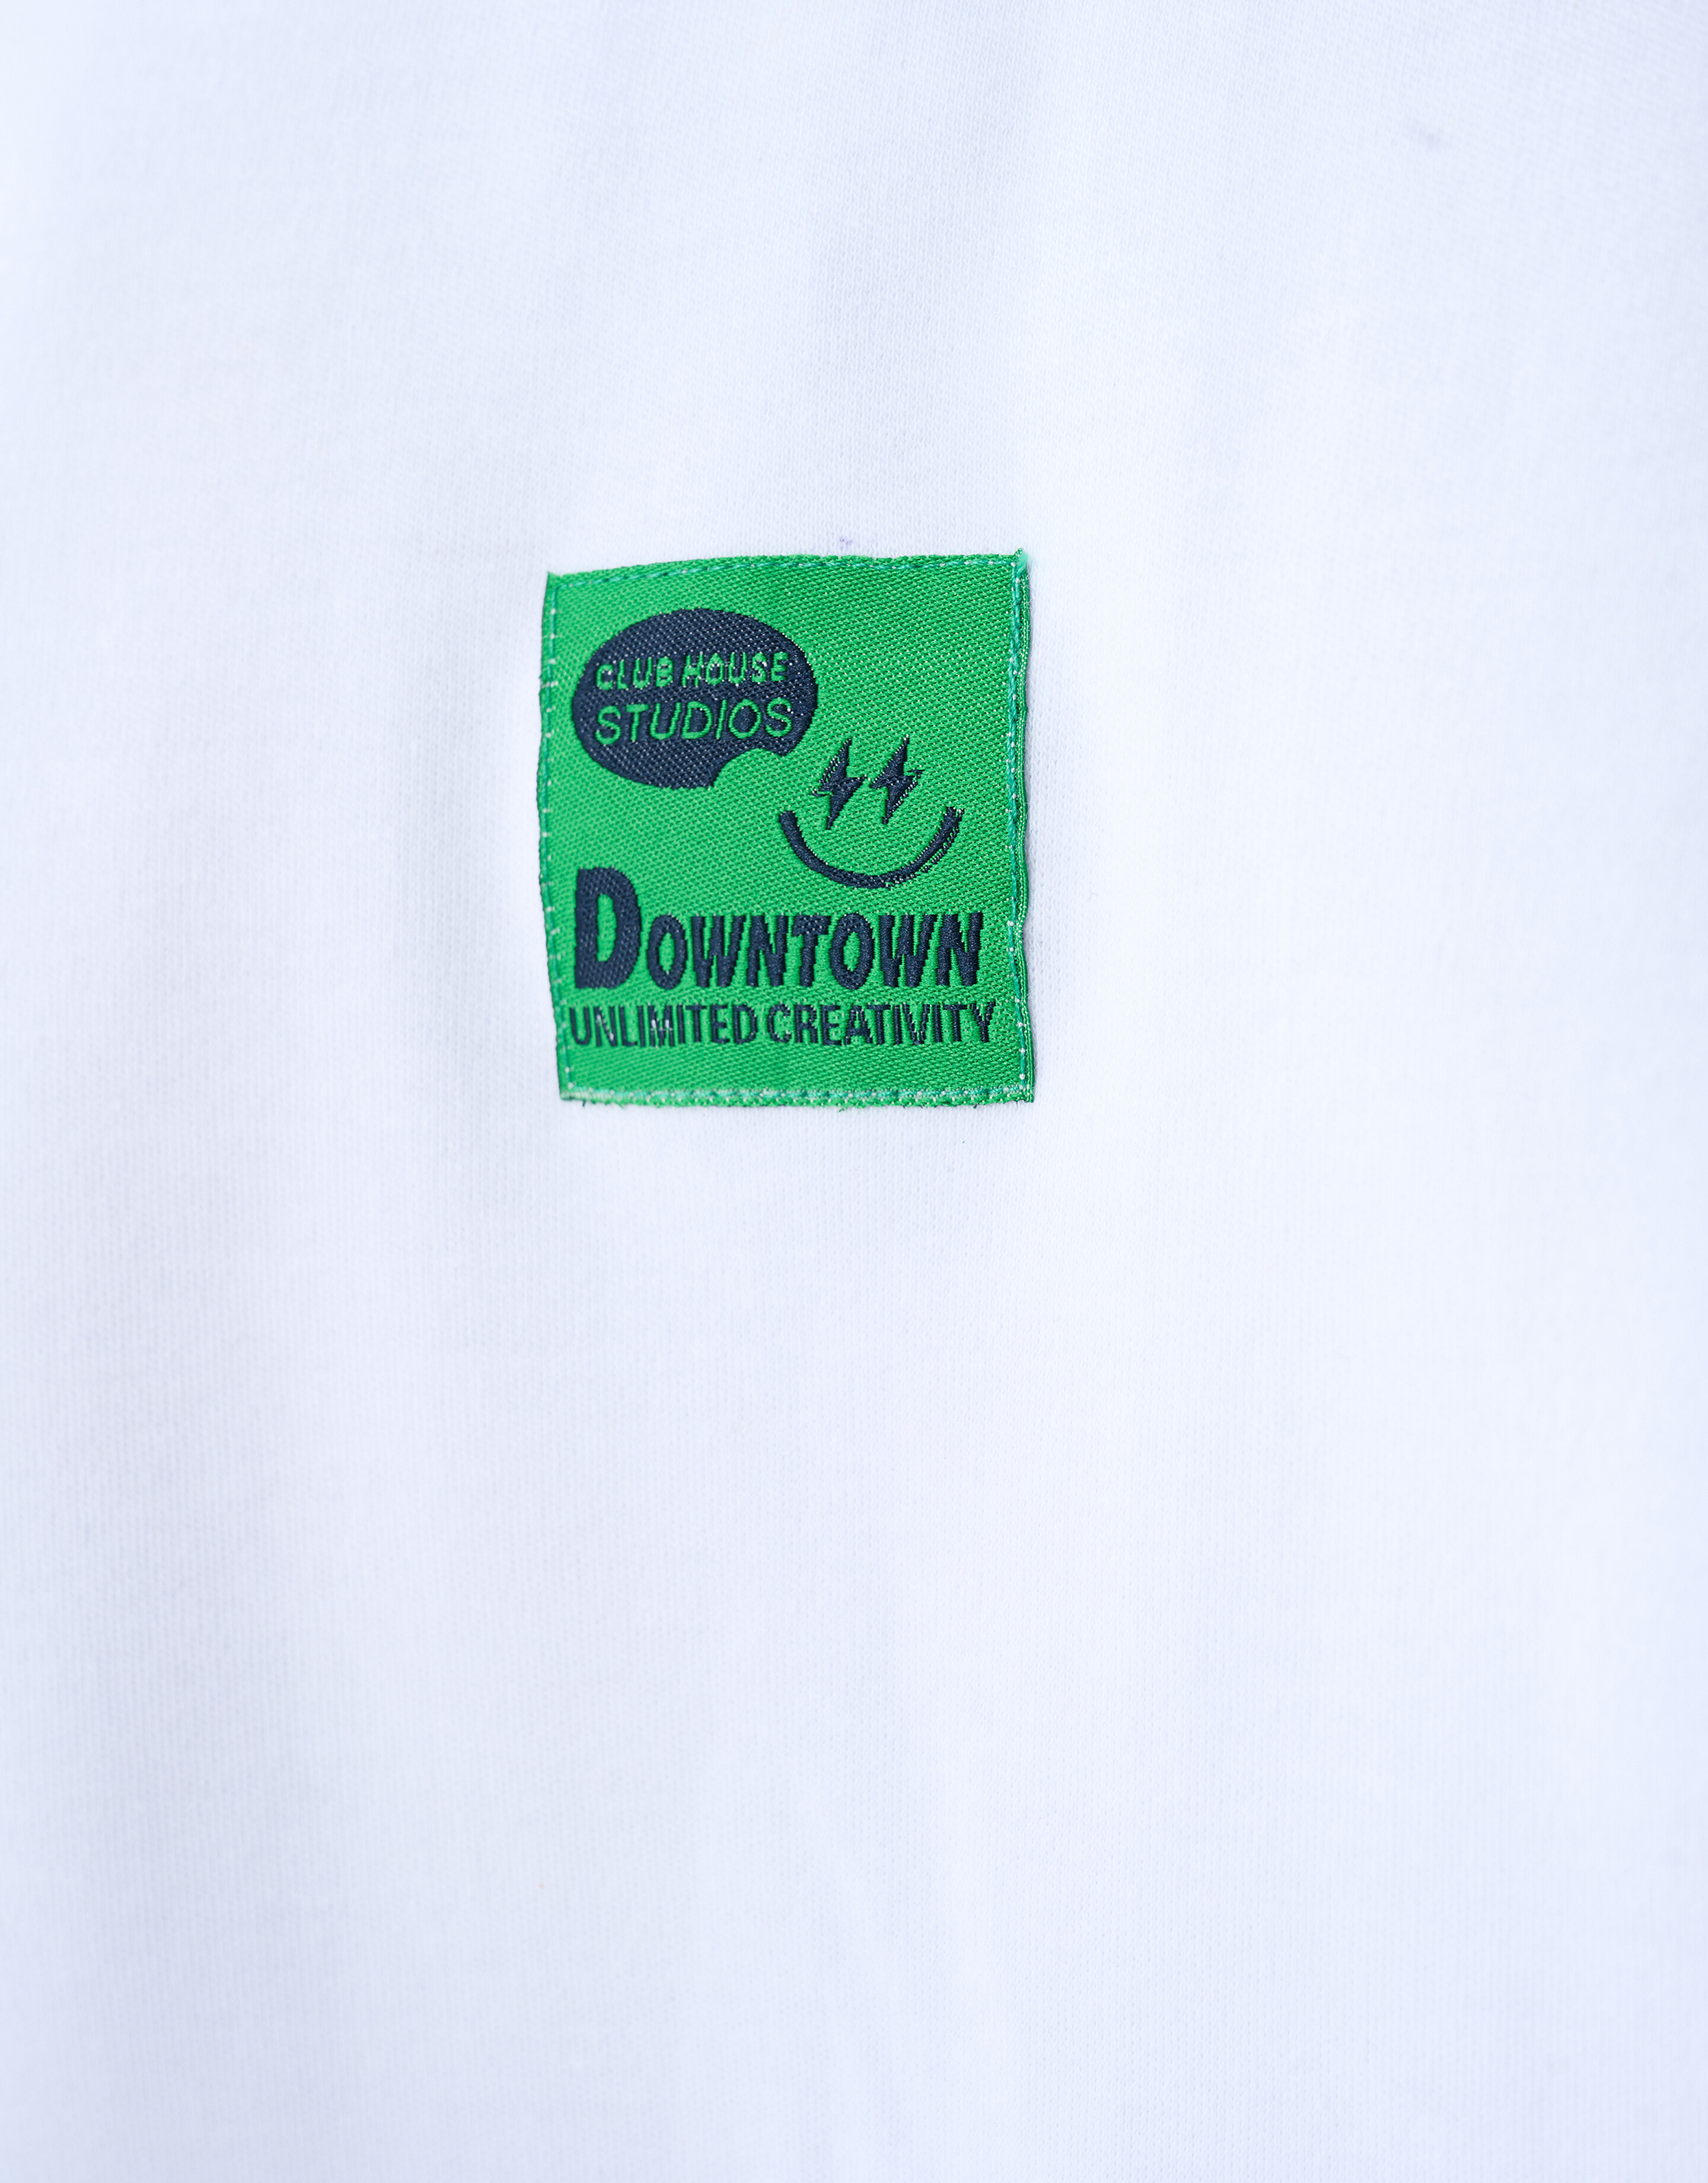 CLUB HOUSE
STUDIOS
DOWNTOWN
UNLIMITED CREATIVITY